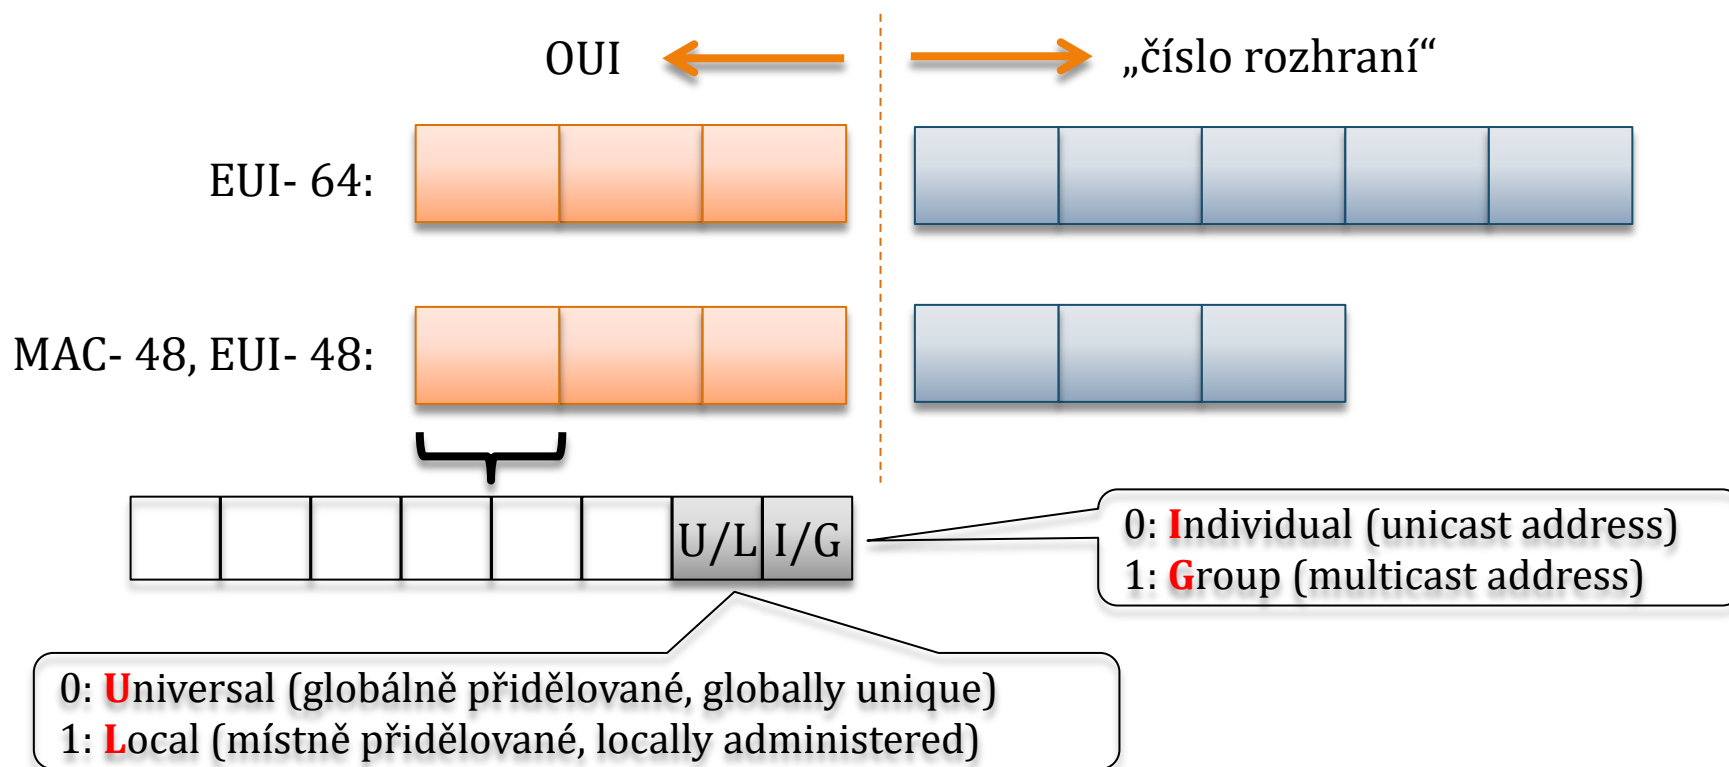 OUI
„číslo rozhraní“
EUI- 64:
MAC- 48, EUI- 48:
U/L I/G
0: Individual (unicast address)
1: Group (multicast address)
0: Universal (globálně přidělované, globally unique)
1: Local (místně přidělované, locally administered)